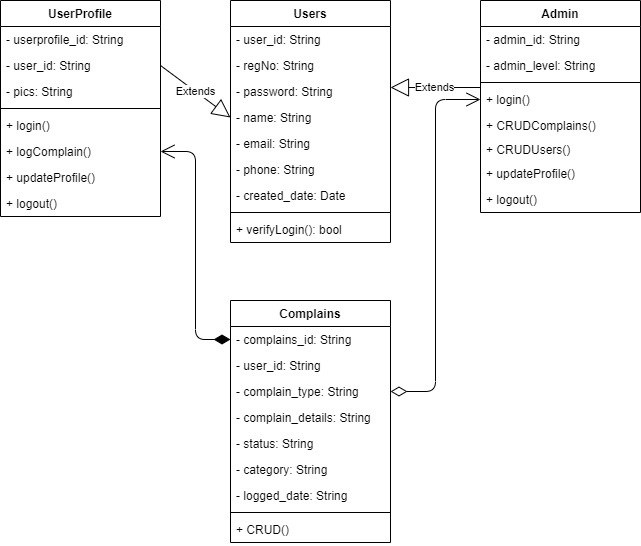 UserProfile
- userprofile_id: String
- user_id: String
- pics: String
+ login()
+ logComplain()
+ updateProfile()
+ logout()
Extends
Users
- user_id: String
- regNo: String
- password: String
- name: String
- email: String
- phone: String
- created_date: Date
+ verifyLogin(): bool
Extends
Admin
- admin_id: String
- admin_level: String
+ login()
+ CRUDComplains()
+ CRUDUsers()
+ updateProfile()
+ logout()
Complains
- complains_id: String
- user_id: String
- complain_type: String
- complain_details: String
- status: String
- category: String
- logged_date: String
+ CRUD()